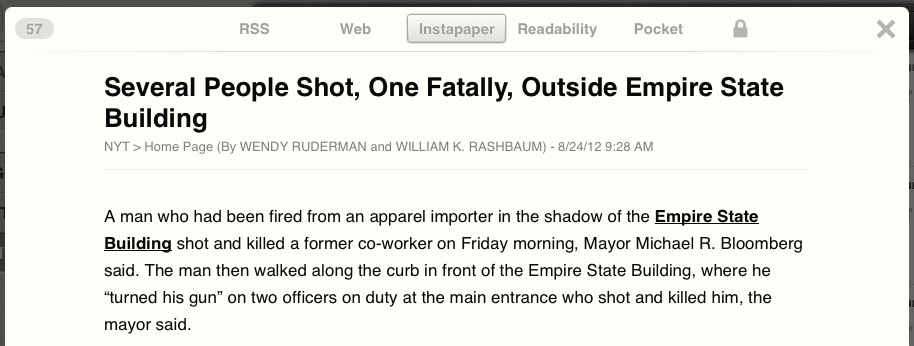 57 RSS Web Instapaper Readability Pocket
Several People Shot, One Fatally, Outside Empire State
Building
NYT > Home Page (By WENDY RUDERMAN and WILLIAM K. RASHBAUM) - 8/24/12 9:28 AM
A man who had been fired from an apparel importer in the shadow of the Empire State
Building shot and killed a former co-worker on Friday morning, Mayor Michael R. Bloomberg
said. The man then walked along the curb in front of the Empire State Building, where he
“turned his gun” on two officers on duty at the main entrance who shot and killed him, the
mayor said.